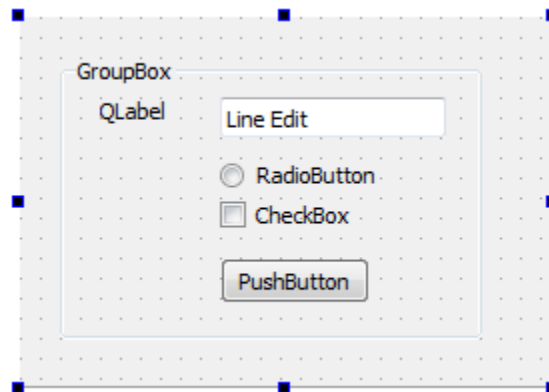 GroupBox
QLabel
Line Edit
RadioButton
CheckBox
PushButton